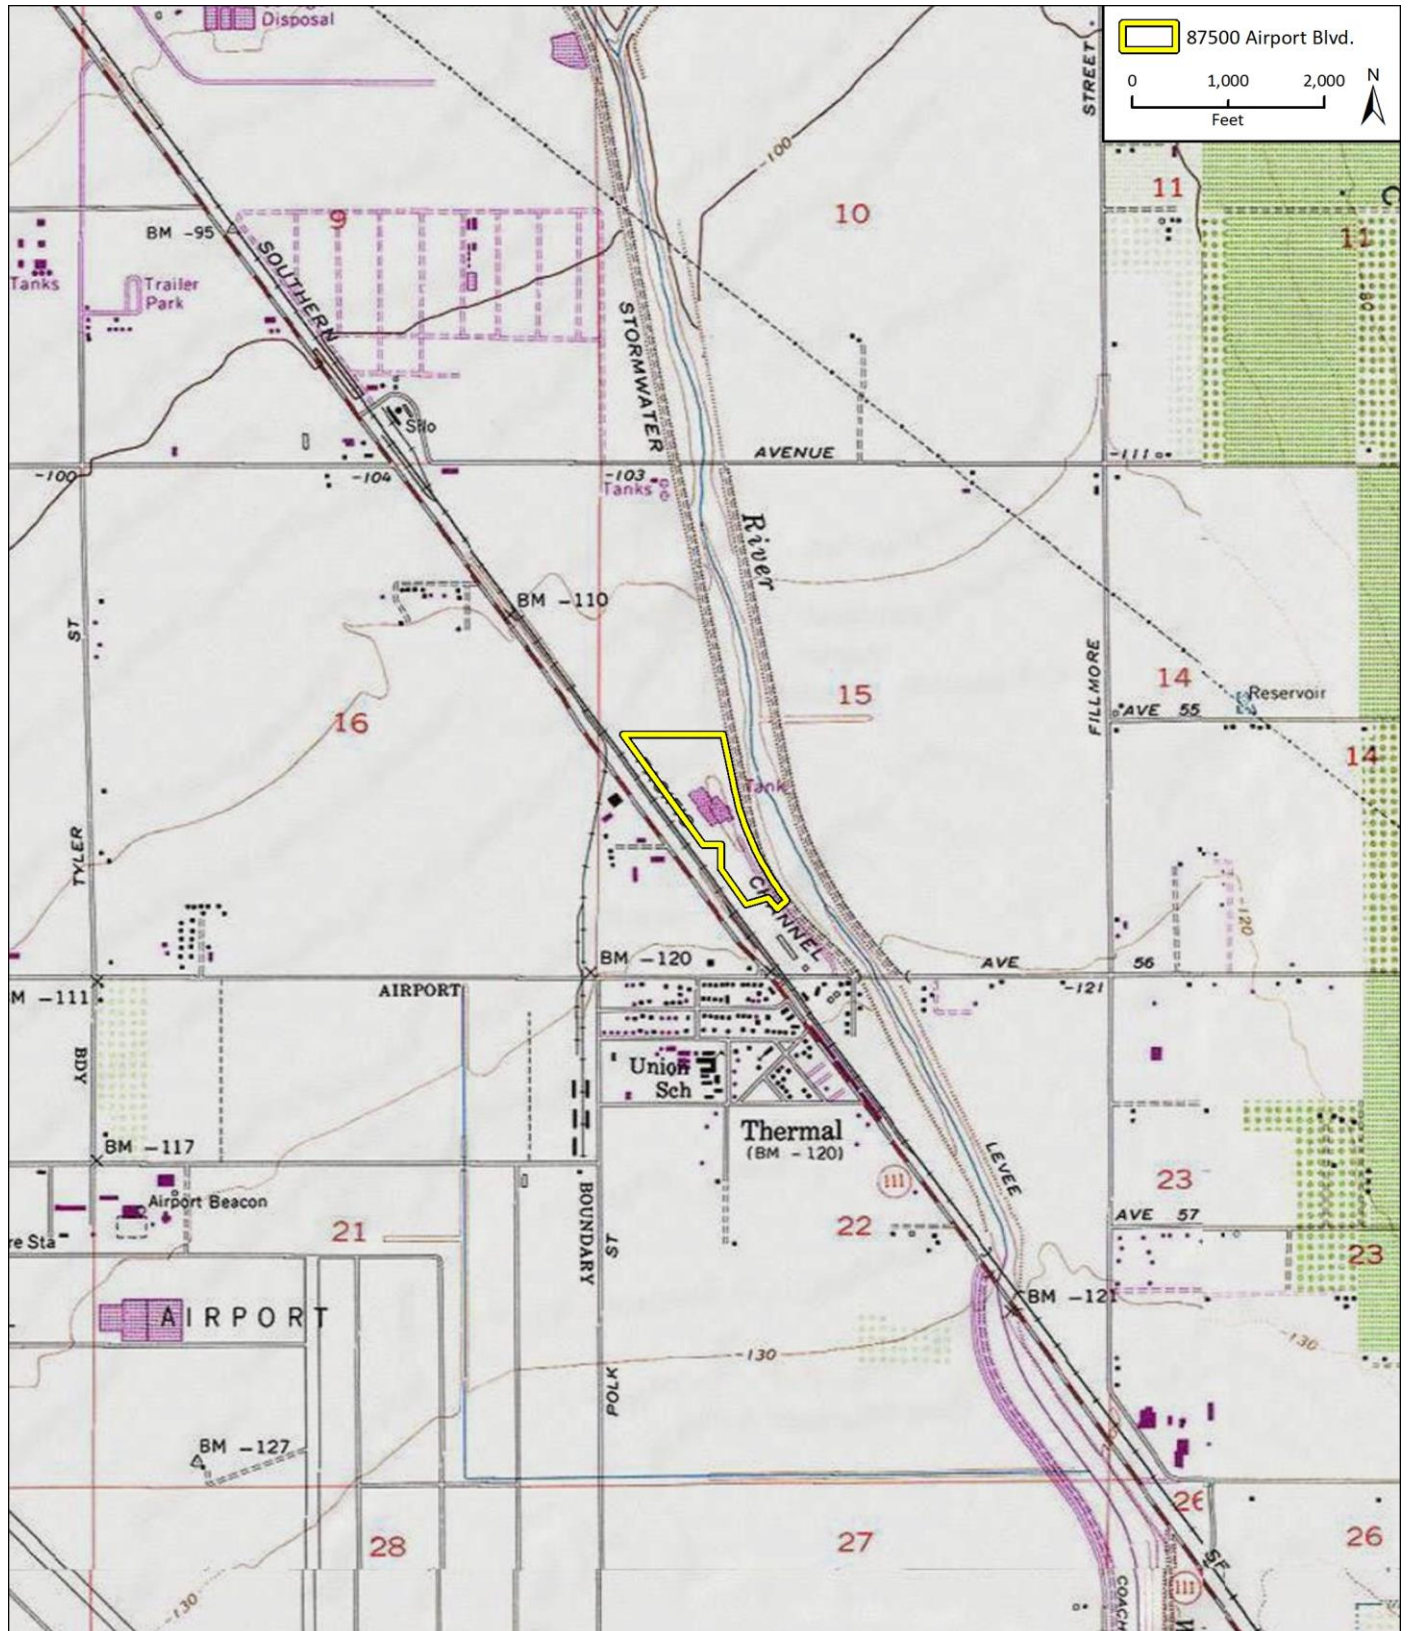 Disposal
87500 Airport Blvd.
0 1,000 2,000
Feet
N
STREET
-100
11
9
10
11
BM -95
SOUTHERN
Tanks
Trailer
Park
80
STORMWATER
Silo
AVENUE
-111
-100
-104
-103
Tanks
River
BM -110
ST
FILLMORE
14
Reservoir
15
AVE 55
16
14
Tank
TYLER
CHANNEL
-120
BM -120
AVE 56
M -111
AIRPORT
-121
BDY
Union
Sch
Thermal
(BM -120)
BM -117
LEVEE
111
23
Airport Beacon
BOUNDARY
AVE 57
re Sta
21
ST
22
23
BM -121
AIRPORT
-130
-130
POLK
BM -127
26
28
27
26
SF
-130
COACH
111